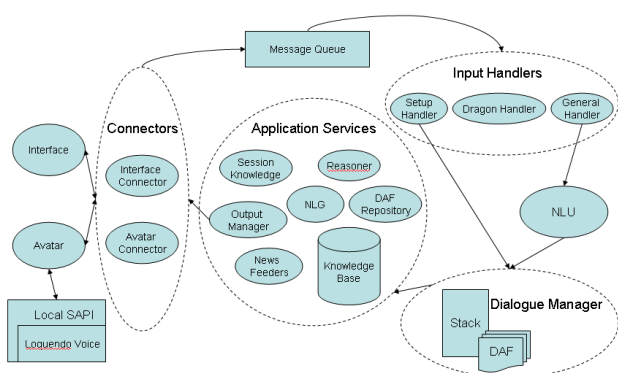 Message Queue
Input Handlers
Setup
Handler
Dragon Handler
General
Handler
Connectors
Application Services
Interface
Interface
Connector
Session
Knowledge
Reasoner
NLG
DAF
Repository
Output
Manager
NLU
Avatar
Avatar
Connector
News
Feeders
Knowledge
Base
Local SAPI
Loquendo Voice
Dialogue Manager
Stack
DAF